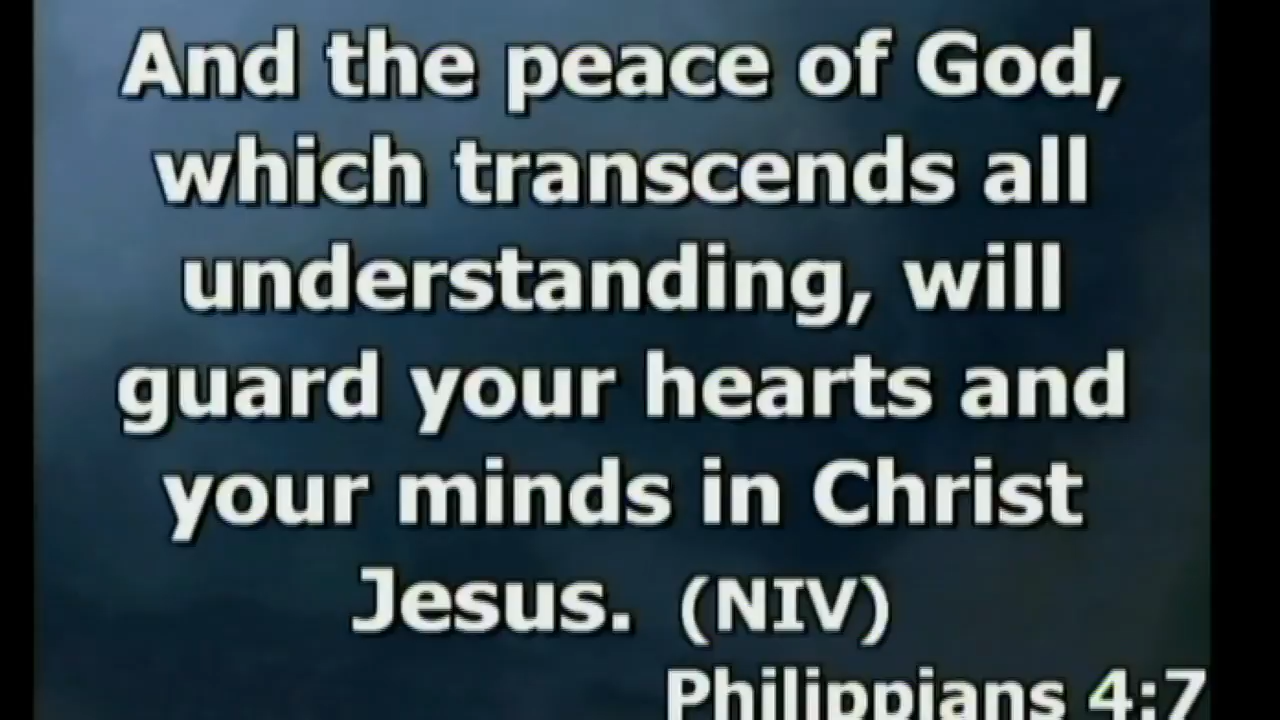 And the peace of God,
which transcends all
understanding, will
guard your hearts and
your minds in Christ
Jesus. (NIV)
Philippians 4:7